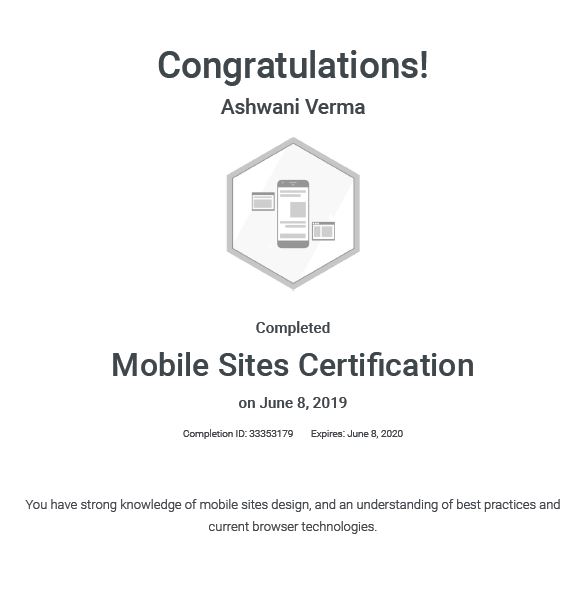 Congratulations!
Ashwani Verma
Completed
Mobile Sites Certification
on June 8, 2019
Completion ID: 33353179 Expires: June 8, 2020
You have strong knowledge of mobile sites design, and an understanding of best practices and
current browser technologies.